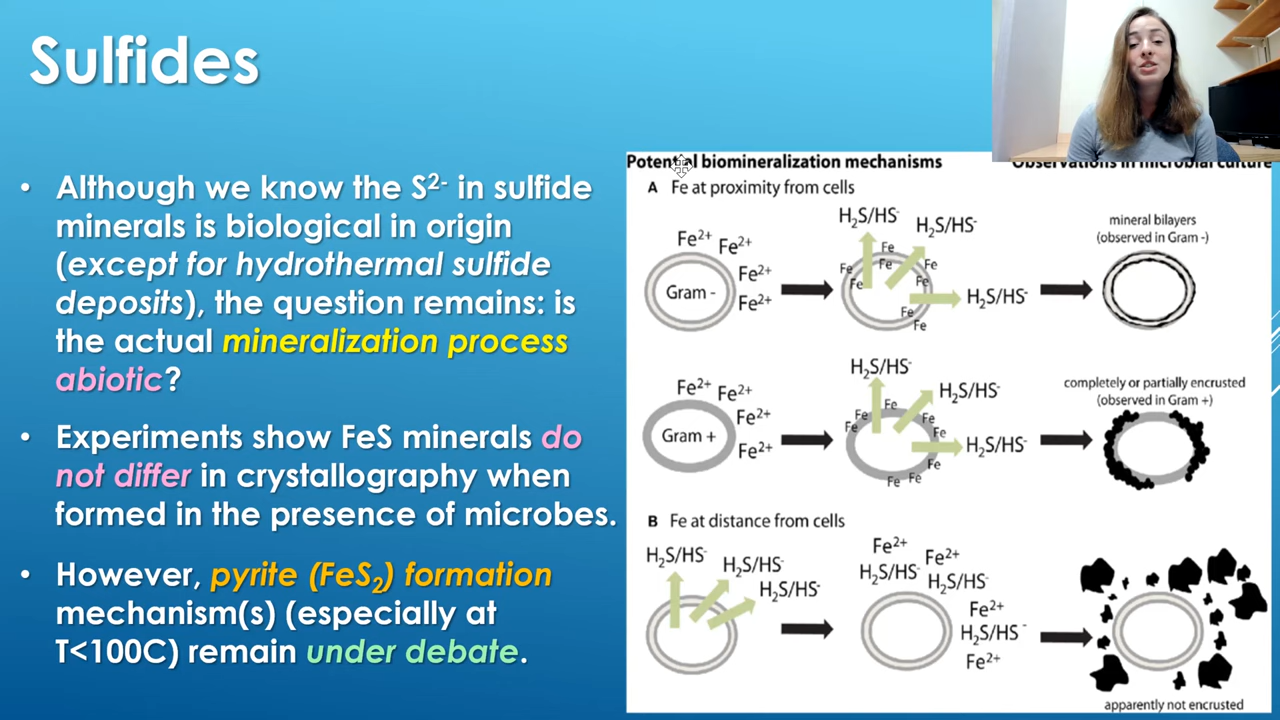 Sulfides
• Although we know the S²⁻ in sulfide
minerals is biological in origin
(except for hydrothermal sulfide
deposits), the question remains: is
the actual mineralization process
abiotic?
• Experiments show FeS minerals do
not differ in crystallography when
formed in the presence of microbes.
• However, pyrite (FeS₂) formation
mechanism(s) (especially at
T<100C) remain under debate.
Potential biomineralization mechanisms
Observations in microbial culture
A Fe at proximity from cells
Fe²⁺ Fe²⁺
Fe²⁺
Fe²⁺
Gram -
H₂S/HS⁻
H₂S/HS⁻
H₂S/HS⁻
Fe
Fe
Fe
Fe
Fe
Fe
Fe
Fe
mineral bilayers
(observed in Gram -)
Fe²⁺ Fe²⁺
Fe²⁺
Fe²⁺
Gram +
H₂S/HS⁻
H₂S/HS⁻
H₂S/HS⁻
Fe
Fe
Fe
Fe
Fe
Fe
Fe
Fe
completely or partially encrusted
(observed in Gram +)
B Fe at distance from cells
H₂S/HS⁻
H₂S/HS⁻
H₂S/HS⁻
Fe²⁺
Fe²⁺
H₂S/HS⁻
H₂S/HS⁻
Fe²⁺
H₂S/HS⁻
Fe²⁺
apparently not encrusted